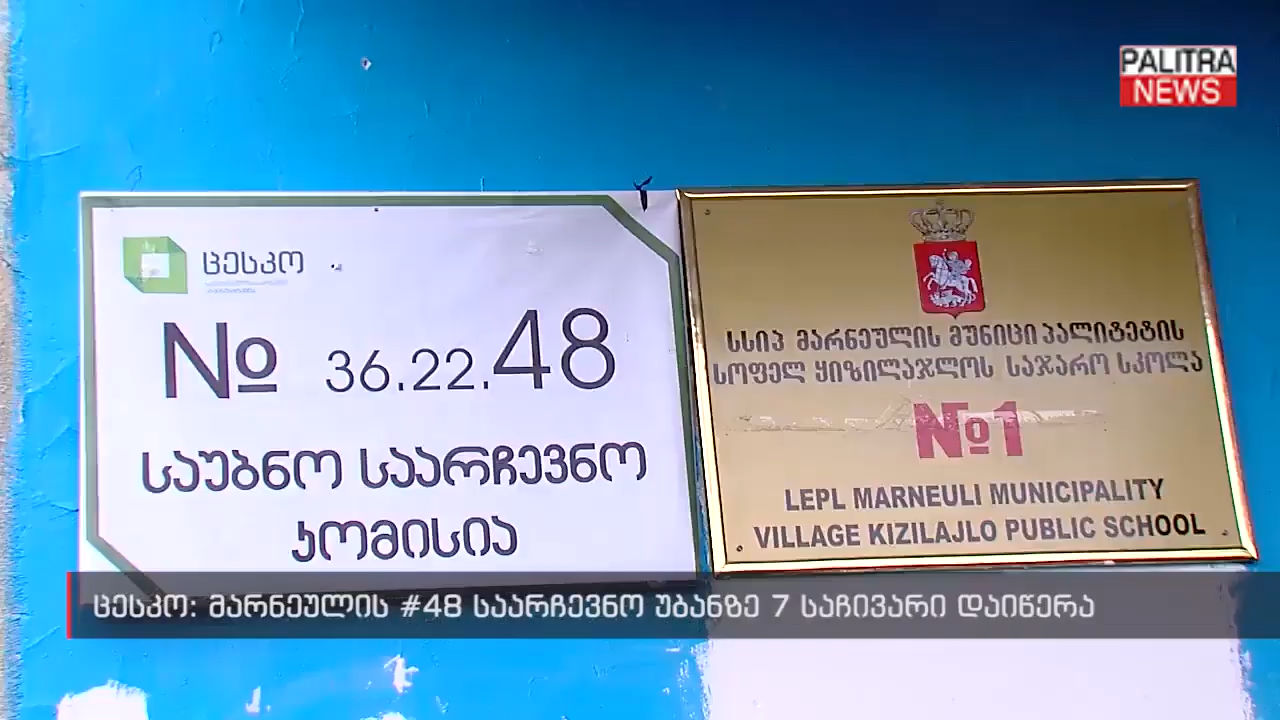 PALITRA
NEWS
ცესკო
№ 36.22.48
საუბნო საარჩევნო
კომისია
სსიპ მარნეულის მუნიციპალიტეტის
სოფელ ყიზილაჯლოს საჯარო სკოლა
№1
LEPL MARNEULI MUNICIPALITY
VILLAGE KIZILAJLO PUBLIC SCHOOL
ცესკო: მარნეულის #48 საარჩევნო უბანზე 7 საჩივარი დაიწერა